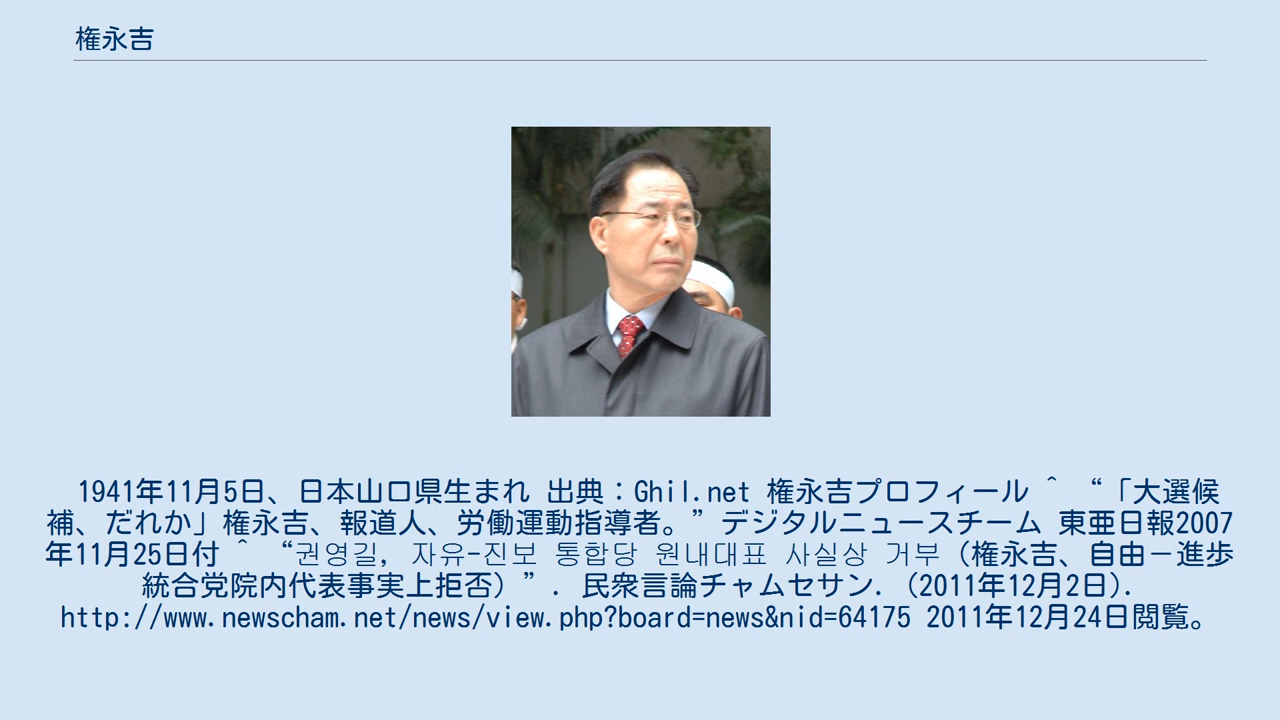 権永吉
1941年11月5日、日本山口県生まれ 出典：Ghil.net 権永吉プロフィール ^ “「大選候
補、だれか」権永吉、報道人、労働運動指導者。” デジタルニュースチーム 東亜日報2007
年11月25日付 ^ “권영길, 자유-진보 통합당 원내대표 사실상 거부（権永吉、自由－進歩
統合党院内代表事実上拒否）”. 民衆言論チャムセサン. (2011年12月2日).
http://www.newscham.net/news/view.php?board=news&nid=64175 2011年12月24日閲覧。